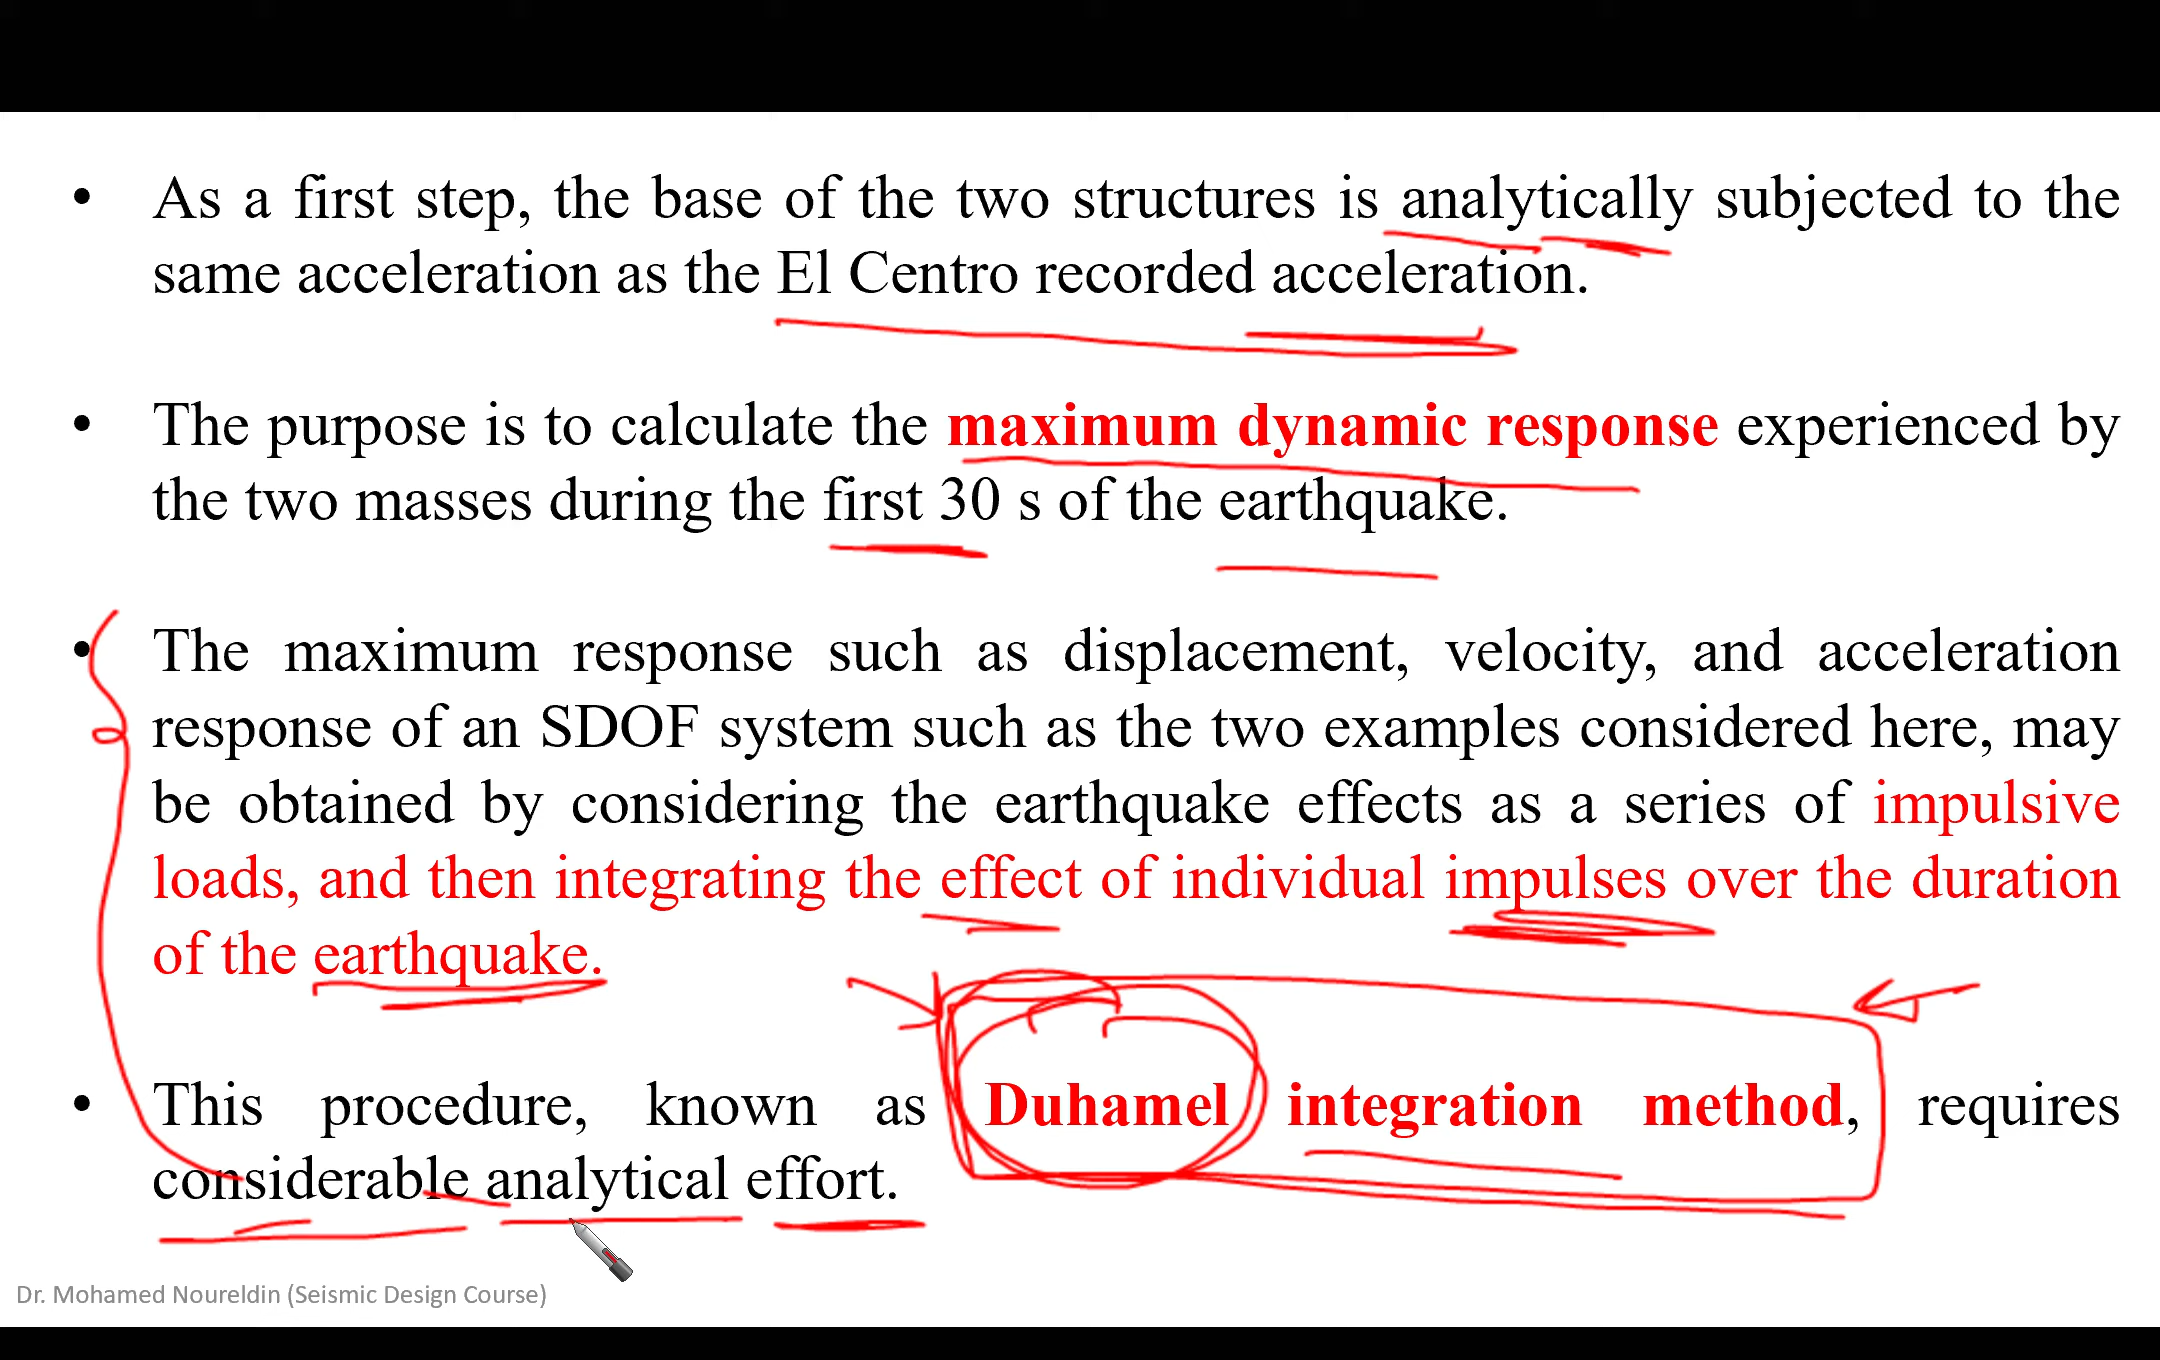 • As a first step, the base of the two structures is analytically subjected to the
same acceleration as the El Centro recorded acceleration.
• The purpose is to calculate the maximum dynamic response experienced by
the two masses during the first 30 s of the earthquake.
• The maximum response such as displacement, velocity, and acceleration
response of an SDOF system such as the two examples considered here, may
be obtained by considering the earthquake effects as a series of impulsive
loads, and then integrating the effect of individual impulses over the duration
of the earthquake.
• This procedure, known as Duhamel integration method, requires
considerable analytical effort.
Dr. Mohamed Noureldin (Seismic Design Course)